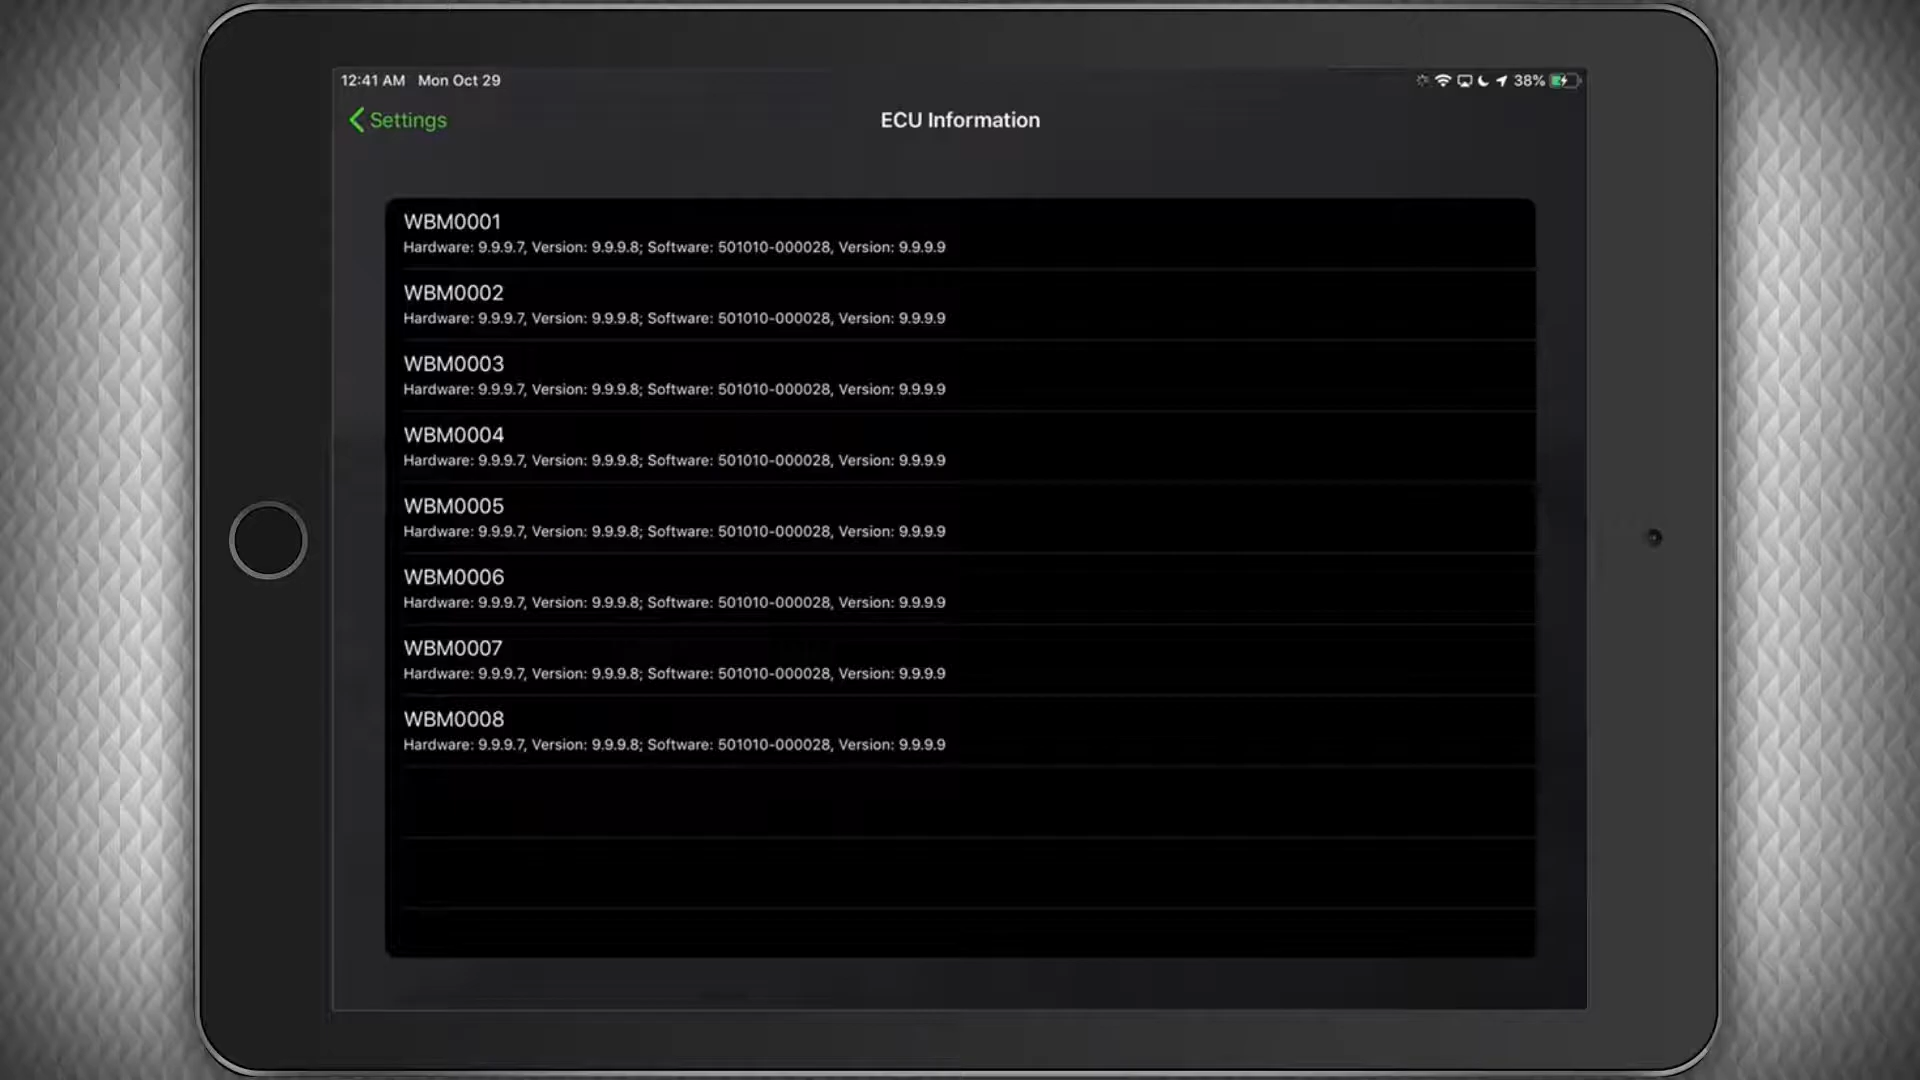 12:41 AM Mon Oct 29
38%
Settings
ECU Information
WBM0001
Hardware: 9.9.9.7, Version: 9.9.9.8; Software: 501010-000028, Version: 9.9.9.9
WBM0002
Hardware: 9.9.9.7, Version: 9.9.9.8; Software: 501010-000028, Version: 9.9.9.9
WBM0003
Hardware: 9.9.9.7, Version: 9.9.9.8; Software: 501010-000028, Version: 9.9.9.9
WBM0004
Hardware: 9.9.9.7, Version: 9.9.9.8; Software: 501010-000028, Version: 9.9.9.9
WBM0005
Hardware: 9.9.9.7, Version: 9.9.9.8; Software: 501010-000028, Version: 9.9.9.9
WBM0006
Hardware: 9.9.9.7, Version: 9.9.9.8; Software: 501010-000028, Version: 9.9.9.9
WBM0007
Hardware: 9.9.9.7, Version: 9.9.9.8; Software: 501010-000028, Version: 9.9.9.9
WBM0008
Hardware: 9.9.9.7, Version: 9.9.9.8; Software: 501010-000028, Version: 9.9.9.9